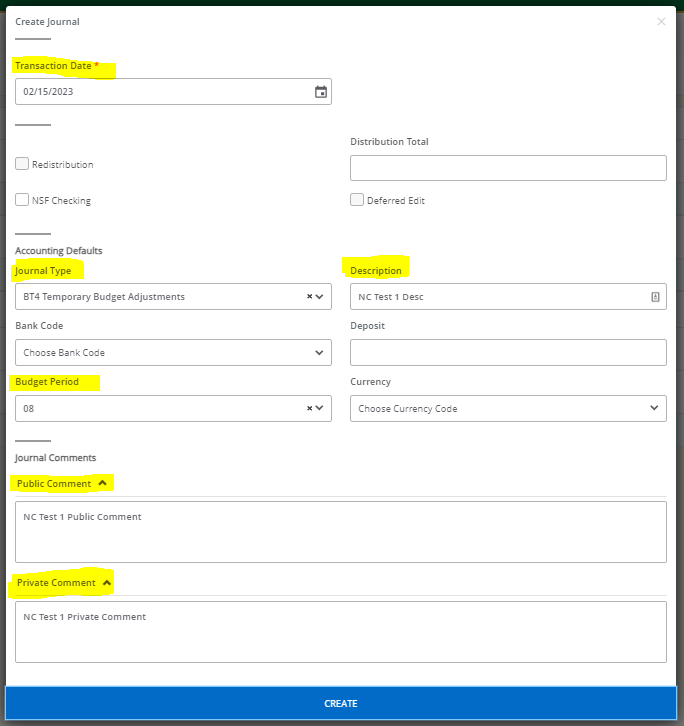 Create Journal
Transaction Date *
02/15/2023
Distribution Total
Redistribution
NSF Checking
Deferred Edit
Accounting Defaults
Journal Type
Description
BT4 Temporary Budget Adjustments
NC Test 1 Desc
Bank Code
Deposit
Choose Bank Code
Budget Period
Currency
08
Choose Currency Code
Journal Comments
Public Comment
NC Test 1 Public Comment
Private Comment
NC Test 1 Private Comment
CREATE